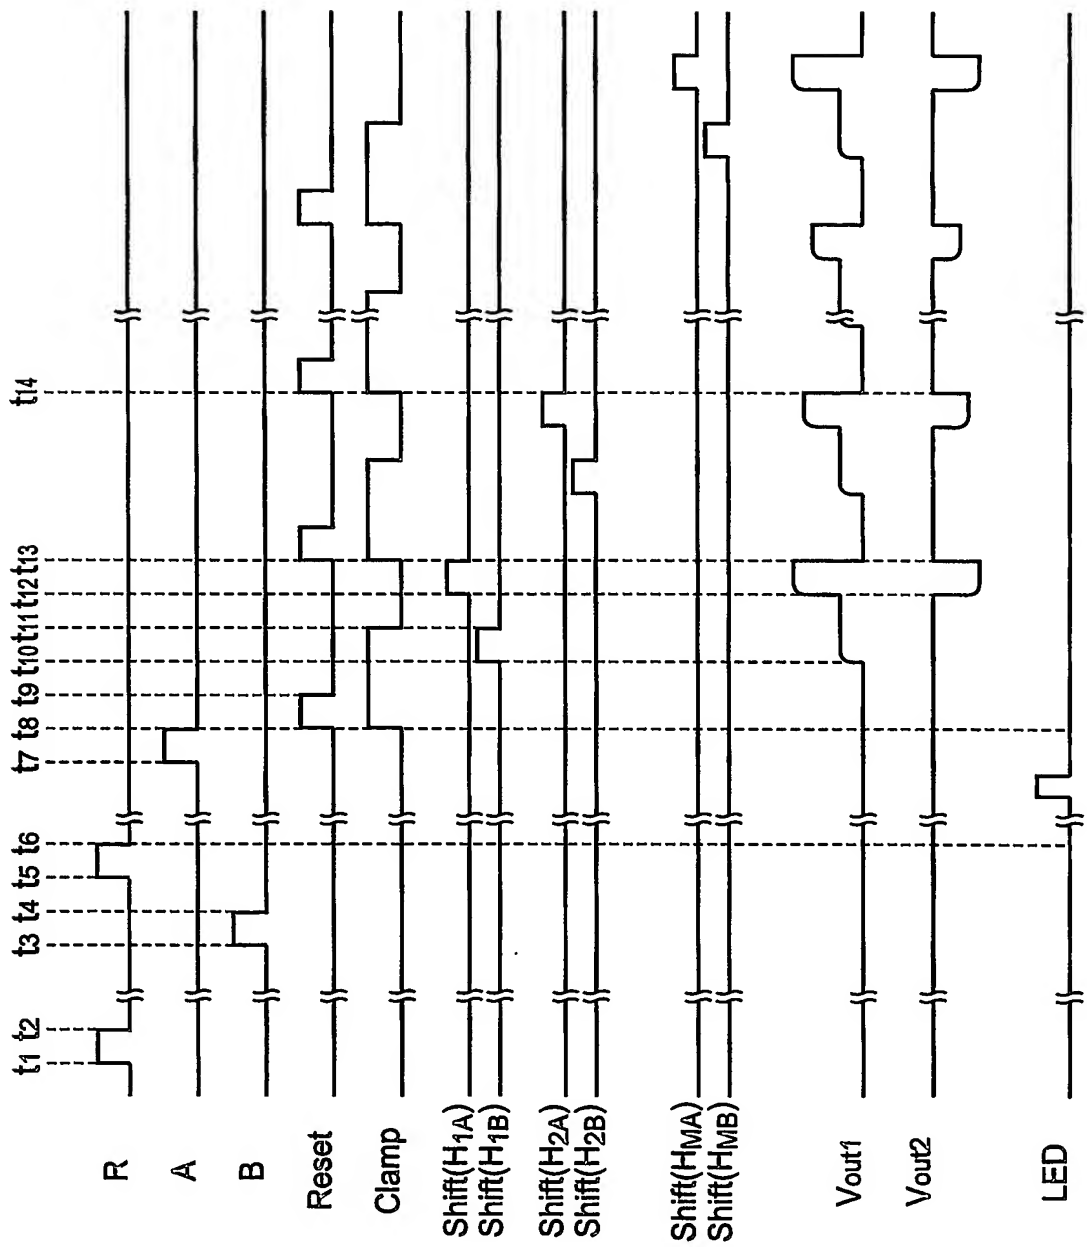 t1 t2 t3 t4 t5 t6 t7 t8 t9 t10 t11 t12 t13 t14
R
A
B
Reset
Clamp
Shift(H1A)
Shift(H1B)
Shift(H2A)
Shift(H2B)
Shift(HMA)
Shift(HMB)
Vout1
Vout2
LED